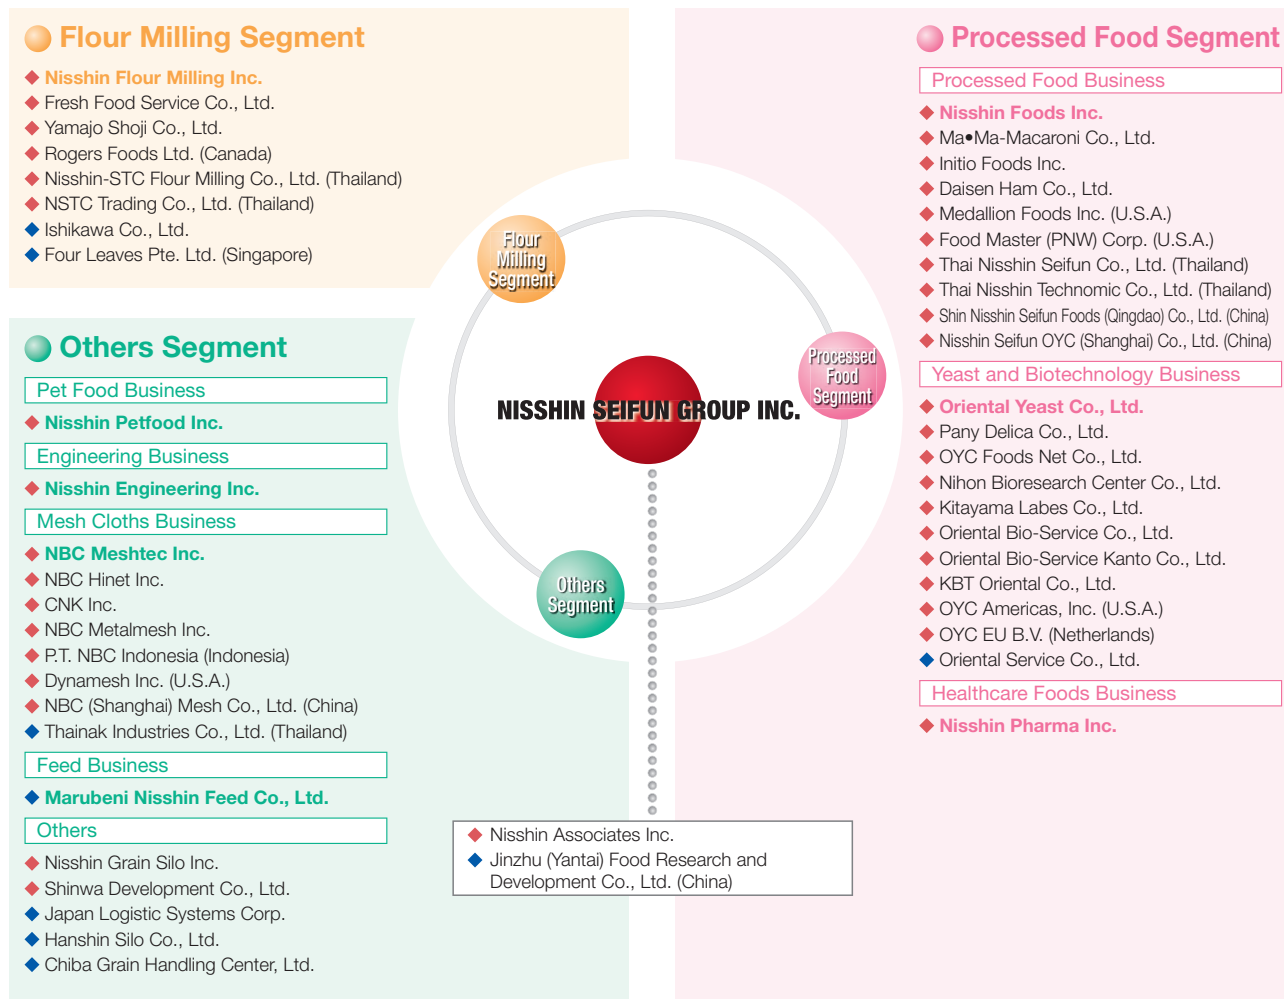 Flour Milling Segment
Nisshin Flour Milling Inc.
Fresh Food Service Co., Ltd.
Yamajo Shoji Co., Ltd.
Rogers Foods Ltd. (Canada)
Nisshin-STC Flour Milling Co., Ltd. (Thailand)
NSTC Trading Co., Ltd. (Thailand)
Ishikawa Co., Ltd.
Four Leaves Pte. Ltd. (Singapore)
Others Segment
Pet Food Business
Nisshin Petfood Inc.
Engineering Business
Nisshin Engineering Inc.
Mesh Cloths Business
NBC Meshtec Inc.
NBC Hinet Inc.
CNK Inc.
NBC Metalmesh Inc.
P.T. NBC Indonesia (Indonesia)
Dynamesh Inc. (U.S.A.)
NBC (Shanghai) Mesh Co., Ltd. (China)
Thainak Industries Co., Ltd. (Thailand)
Feed Business
Marubeni Nisshin Feed Co., Ltd.
Others
Nisshin Grain Silo Inc.
Shinwa Development Co., Ltd.
Japan Logistic Systems Corp.
Hanshin Silo Co., Ltd.
Chiba Grain Handling Center, Ltd.
Flour
Milling
Segment
Processed
Food
Segment
NISSHIN SEIFUN GROUP INC.
Others
Segment
Nisshin Associates Inc.
Jinzhu (Yantai) Food Research and
Development Co., Ltd. (China)
Processed Food Segment
Processed Food Business
Nisshin Foods Inc.
Ma•Ma-Macaroni Co., Ltd.
Initio Foods Inc.
Daisen Ham Co., Ltd.
Medallion Foods Inc. (U.S.A.)
Food Master (PNW) Corp. (U.S.A.)
Thai Nisshin Seifun Co., Ltd. (Thailand)
Thai Nisshin Technomic Co., Ltd. (Thailand)
Shin Nisshin Seifun Foods (Qingdao) Co., Ltd. (China)
Nisshin Seifun OYC (Shanghai) Co., Ltd. (China)
Yeast and Biotechnology Business
Oriental Yeast Co., Ltd.
Pany Delica Co., Ltd.
OYC Foods Net Co., Ltd.
Nihon Bioresearch Center Co., Ltd.
Kitayama Labes Co., Ltd.
Oriental Bio-Service Co., Ltd.
Oriental Bio-Service Kanto Co., Ltd.
KBT Oriental Co., Ltd.
OYC Americas, Inc. (U.S.A.)
OYC EU B.V. (Netherlands)
Oriental Service Co., Ltd.
Healthcare Foods Business
Nisshin Pharma Inc.